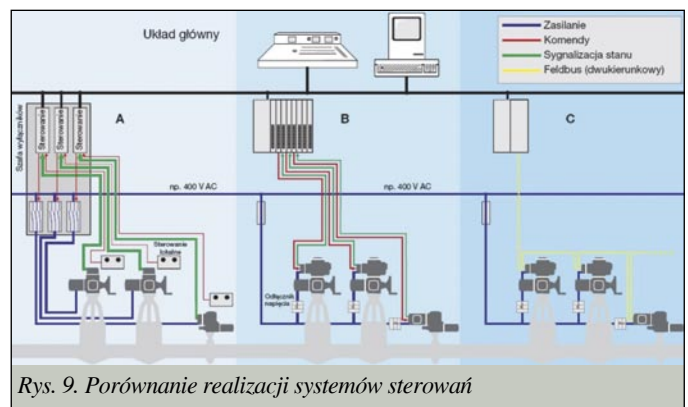 Układ główny
Zasilanie
Komendy
Sygnalizacja stanu
Feldbus (dwukierunkowy)
A
B
C
Szafa wyłączników
Sterowanie
Sterowanie
Sterowanie
np. 400 V AC
np. 400 V AC
Sterowanie
lokalne
Odłącznik
napięcia
Rys. 9. Porównanie realizacji systemów sterowań